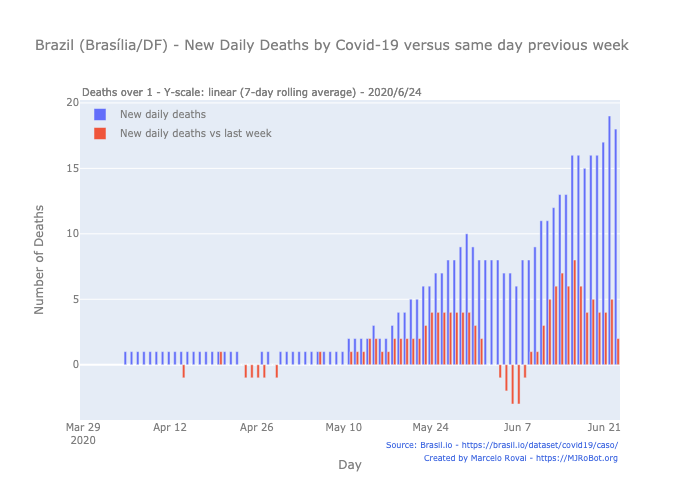 Brazil (Brasília/DF) - New Daily Deaths by Covid-19 versus same day previous week
Deaths over 1 - Y-scale: linear (7-day rolling average) - 2020/6/24
New daily deaths
New daily deaths vs last week
20
15
10
5
0
Number of Deaths
Mar 29
2020
Apr 12
Apr 26
May 10
May 24
Jun 7
Jun 21
Day
Source: Brasil.io - https://brasil.io/dataset/covid19/caso/
Created by Marcelo Rovai - https://MJRoBot.org